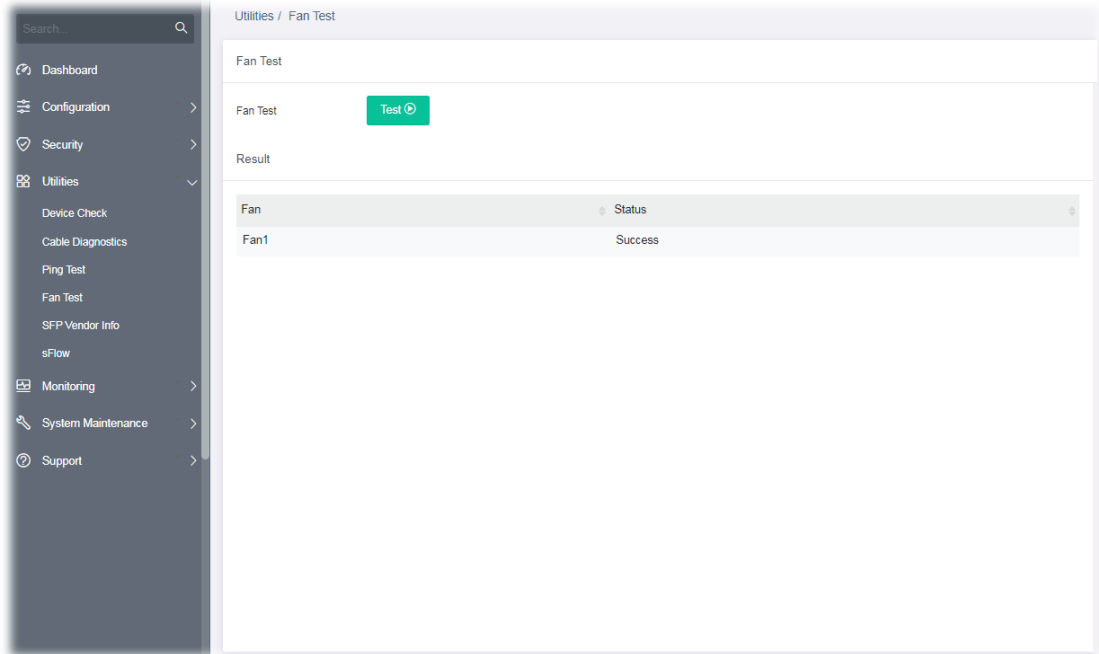 Search...
Dashboard
Configuration
Security
Utilities
Device Check
Cable Diagnostics
Ping Test
Fan Test
SFP Vendor Info
sFlow
Monitoring
System Maintenance
Support
Utilities / Fan Test
Fan Test
Fan Test Test
Result
Fan Status
Fan1 Success